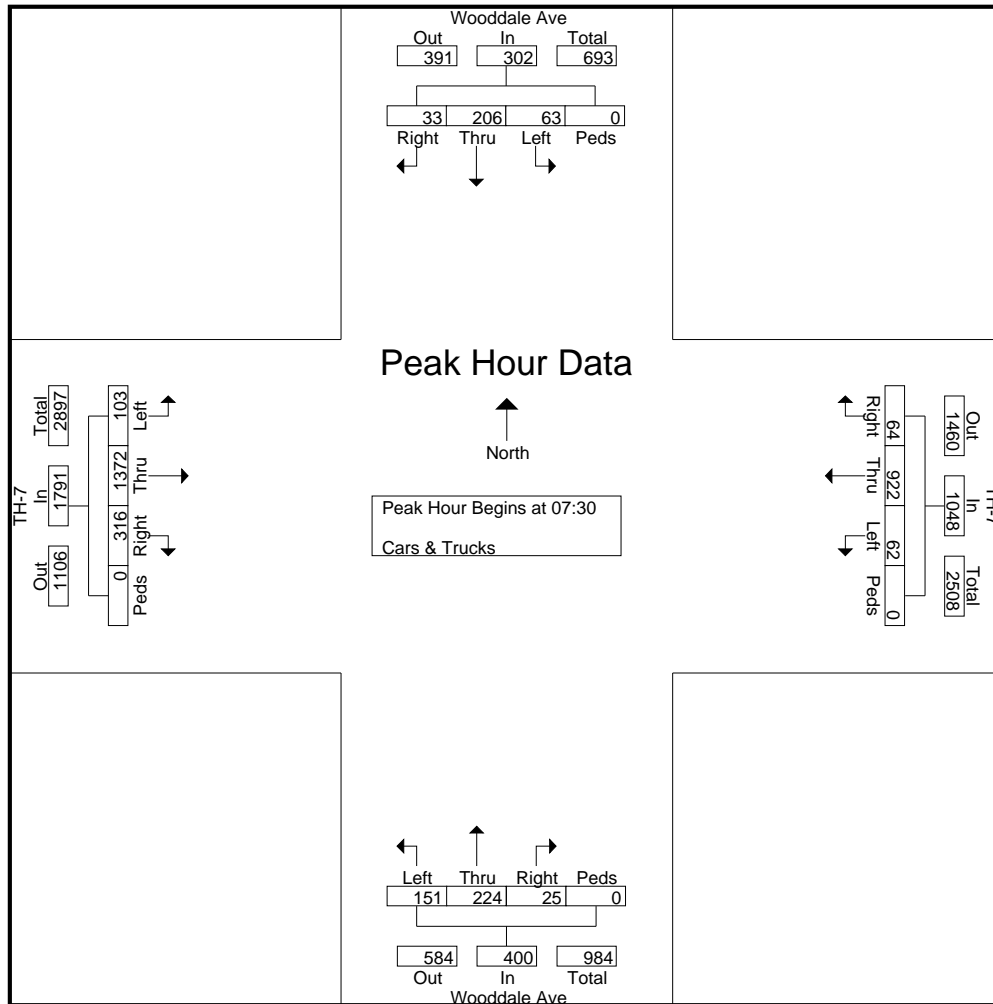 Wooddale Ave
Out In Total
391 302 693
33 206 63 0
Right Thru Left Peds
Peak Hour Data
North
Peak Hour Begins at 07:30
Cars & Trucks
TH-7
Total In Out
2897 1791 1106
103 1372 316 0
Left Thru Right Peds
Right Thru Left Peds
64 922 62 0
Out In Total
1460 1048 2508
TH-7
Left Thru Right Peds
151 224 25 0
584 400 984
Out In Total
Wooddale Ave